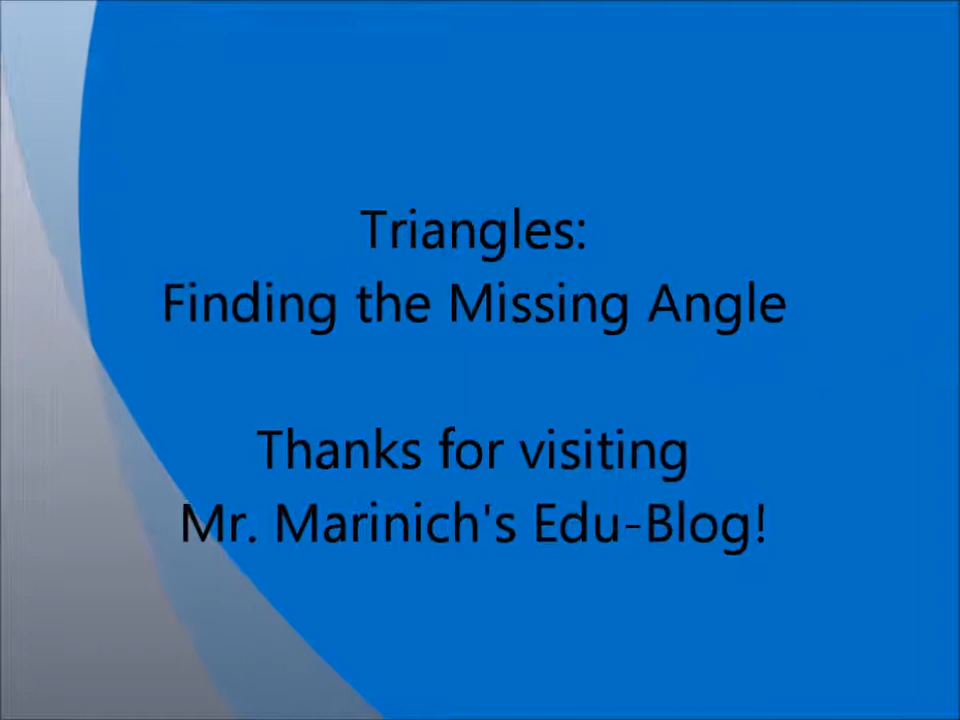 Triangles:
Finding the Missing Angle
Thanks for visiting
Mr. Marinich's Edu-Blog!